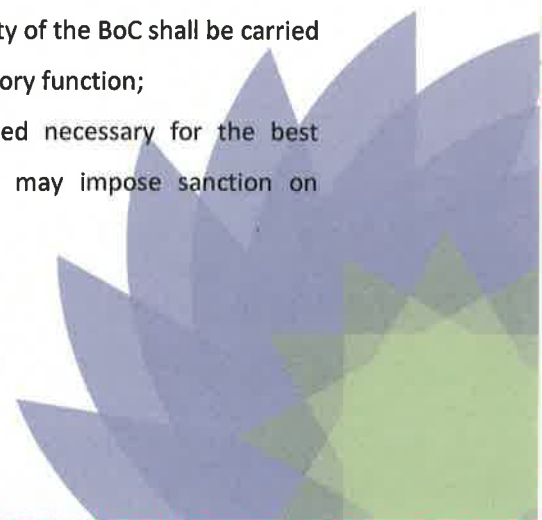 ty of the BoC shall be carried
ory function;
ed necessary for the best
may impose sanction on